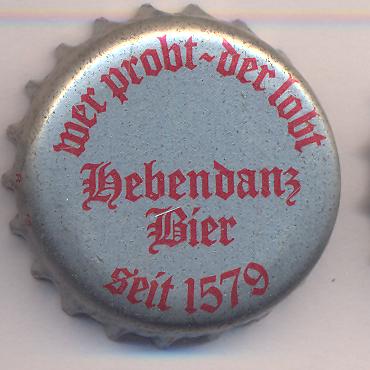 wer probt-der lobt
Hebendanz
Bier
seit 1579